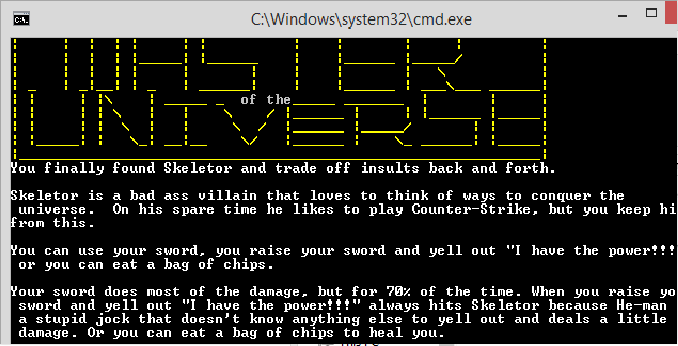 C:\Windows\system32\cmd.exe
of the
UNIVERSE
You finally found Skeletor and trade off insults back and forth.
Skeletor is a bad ass villain that loves to think of ways to conquer the
universe. On his spare time he likes to play Counter-Strike, but you keep hi
from this.
You can use your sword, you raise your sword and yell out "I have the power!!!
or you can eat a bag of chips.
Your sword does most of the damage, but for 70% of the time. When you raise yo
sword and yell out "I have the power!!!" always hits Skeletor because He-man
a stupid jock that doesn't know anything else to yell out and deals a little
damage. Or you can eat a bag of chips to heal you.